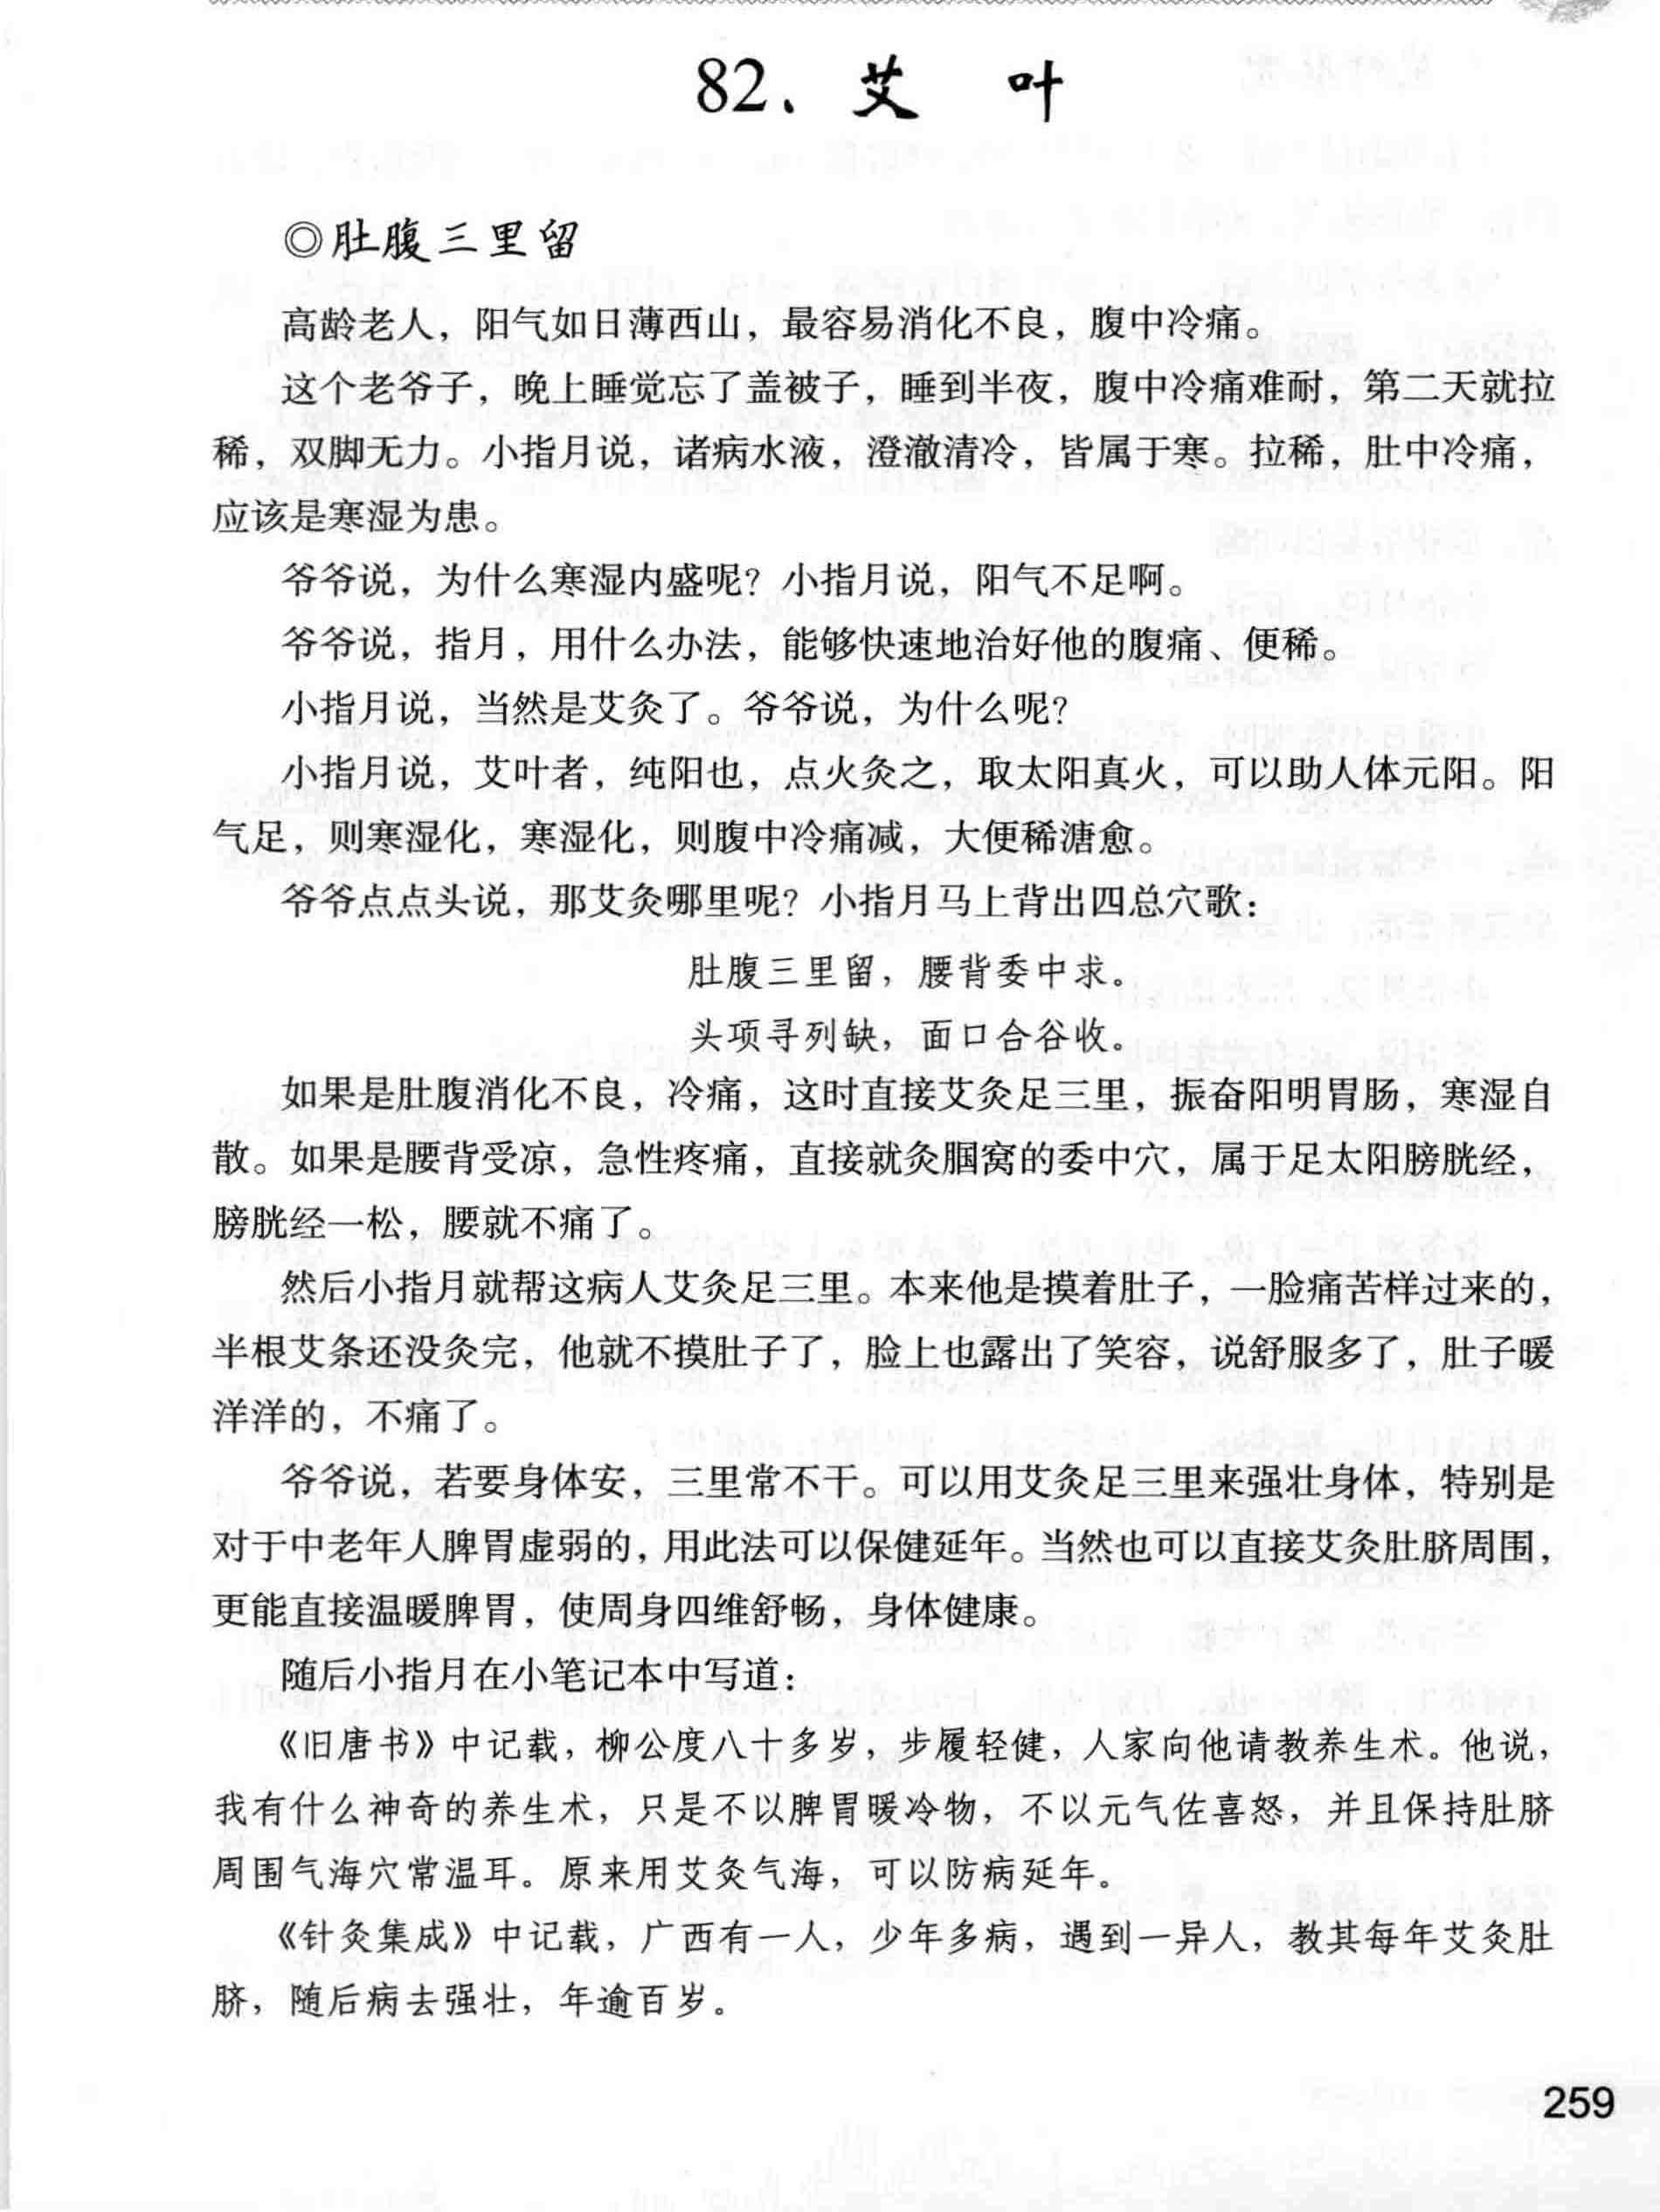 82、艾 叶
◎肚腹三里留
高龄老人，阳气如日薄西山，最容易消化不良，腹中冷痛。
这个老爷子，晚上睡觉忘了盖被子，睡到半夜，腹中冷痛难耐，第二天就拉
稀，双脚无力。小指月说，诸病水液，澄澈清冷，皆属于寒。拉稀，肚中冷痛，
应该是寒湿为患。
爷爷说，为什么寒湿内盛呢？小指月说，阳气不足啊。
爷爷说，指月，用什么办法，能够快速地治好他的腹痛、便稀。
小指月说，当然是艾灸了。爷爷说，为什么呢？
小指月说，艾叶者，纯阳也，点火灸之，取太阳真火，可以助人体元阳。阳
气足，则寒湿化，寒湿化，则腹中冷痛减，大便稀溏愈。
爷爷点点头说，那艾灸哪里呢？小指月马上背出四总穴歌：
肚腹三里留，腰背委中求。
头项寻列缺，面口合谷收。
如果是肚腹消化不良，冷痛，这时直接艾灸足三里，振奋阳明胃肠，寒湿自
散。如果是腰背受凉，急性疼痛，直接就灸腘窝的委中穴，属于足太阳膀胱经，
膀胱经一松，腰就不痛了。
然后小指月就帮这病人艾灸足三里。本来他是摸着肚子，一脸痛苦样过来的，
半根艾条还没灸完，他就不摸肚子了，脸上也露出了笑容，说舒服多了，肚子暖
洋洋的，不痛了。
爷爷说，若要身体安，三里常不干。可以用艾灸足三里来强壮身体，特别是
对于中老年人脾胃虚弱的，用此法可以保健延年。当然也可以直接艾灸肚脐周围，
更能直接温暖脾胃，使周身四维舒畅，身体健康。
随后小指月在小笔记本中写道：
《旧唐书》中记载，柳公度八十多岁，步履轻健，人家向他请教养生术。他说，
我有什么神奇的养生术，只是不以脾胃暖冷物，不以元气佐喜怒，并且保持肚脐
周围气海穴常温耳。原来用艾灸气海，可以防病延年。
《针灸集成》中记载，广西有一人，少年多病，遇到一异人，教其每年艾灸肚
脐，随后病去强壮，年逾百岁。
259